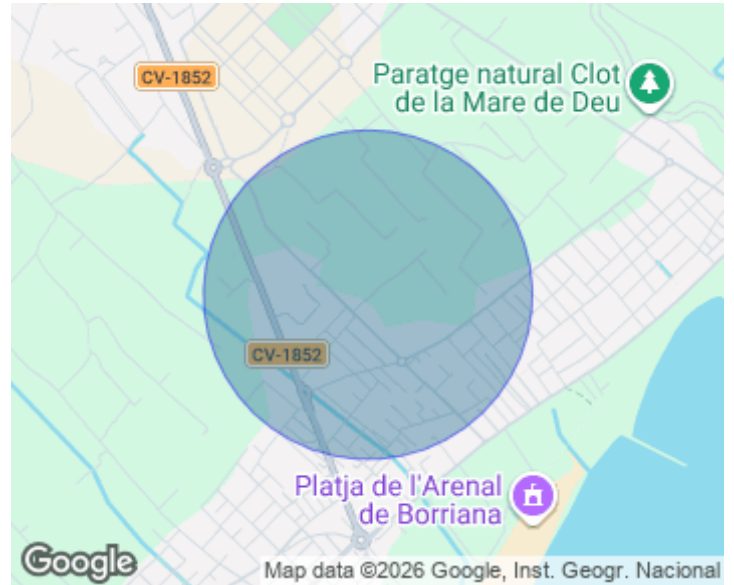 CV-1852
Paratge natural Clot
de la Mare de Deu
CV-1852
Platja de l'Arenal
de Borriana
Google
Map data ©2026 Google, Inst. Geogr. Nacional